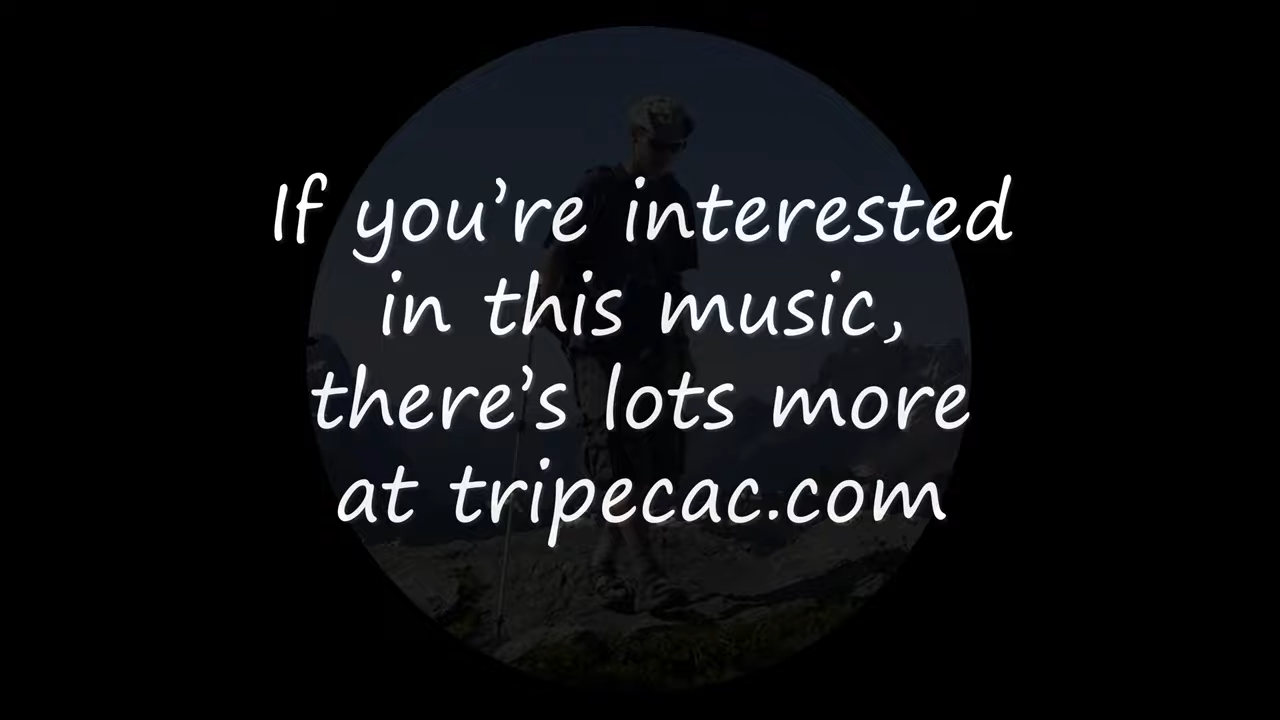 If you're interested
in this music,
there's lots more
at tripecac.com